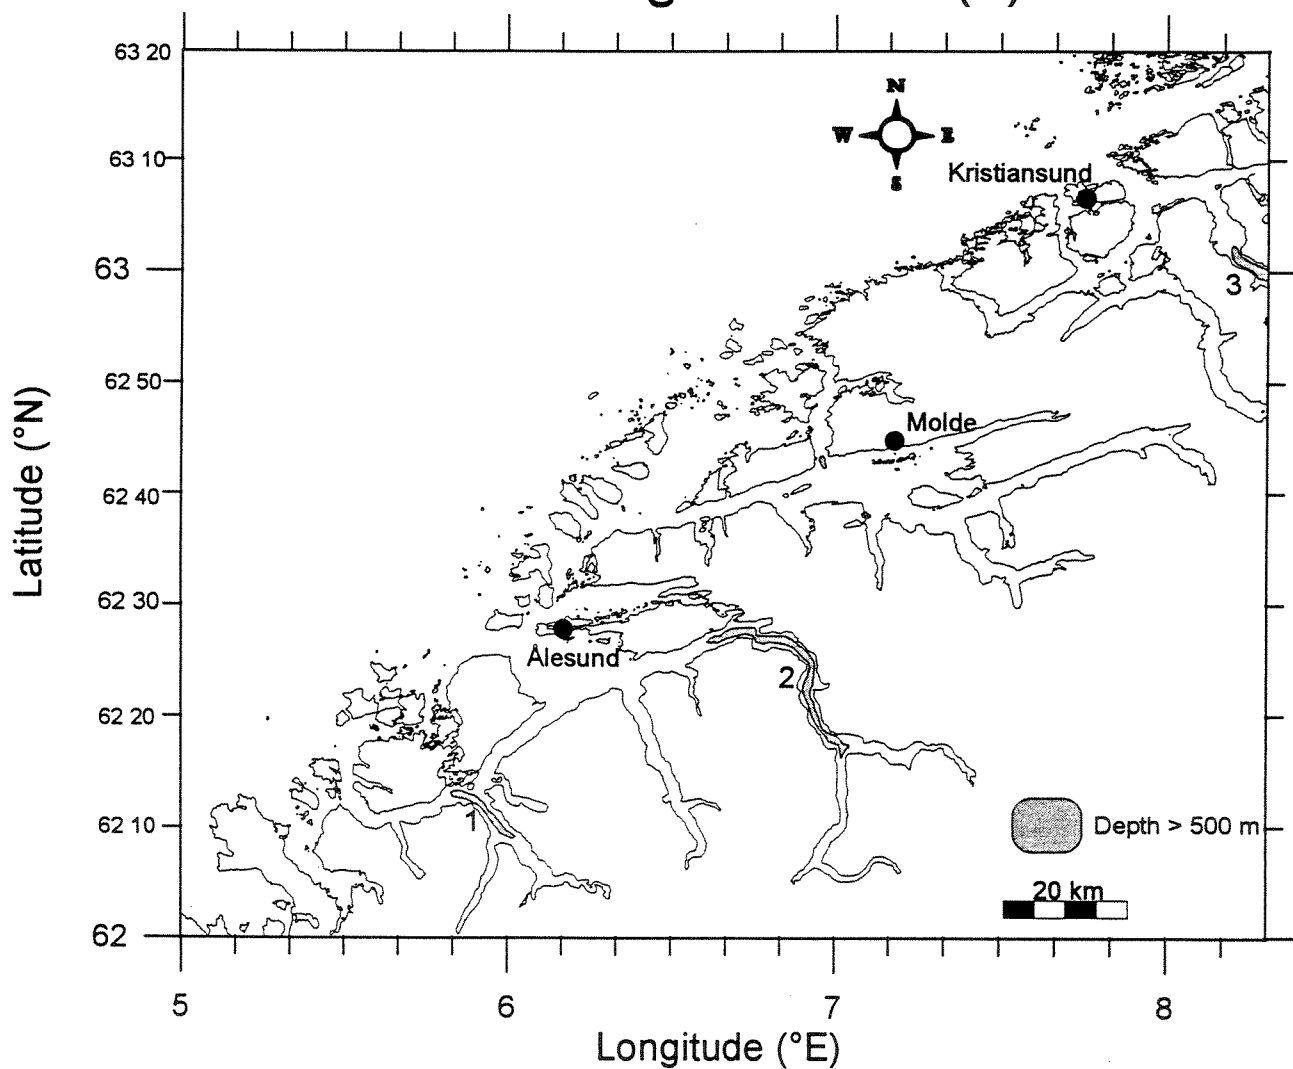 63 20
N
W E
S
63 10
Kristiansund
63
3
62 50
Molde
62 40
62 30
Ålesund
2
62 20
1
62 10
Depth > 500 m
20 km
62
5 6 7 8
Latitude (°N)
Longitude (°E)